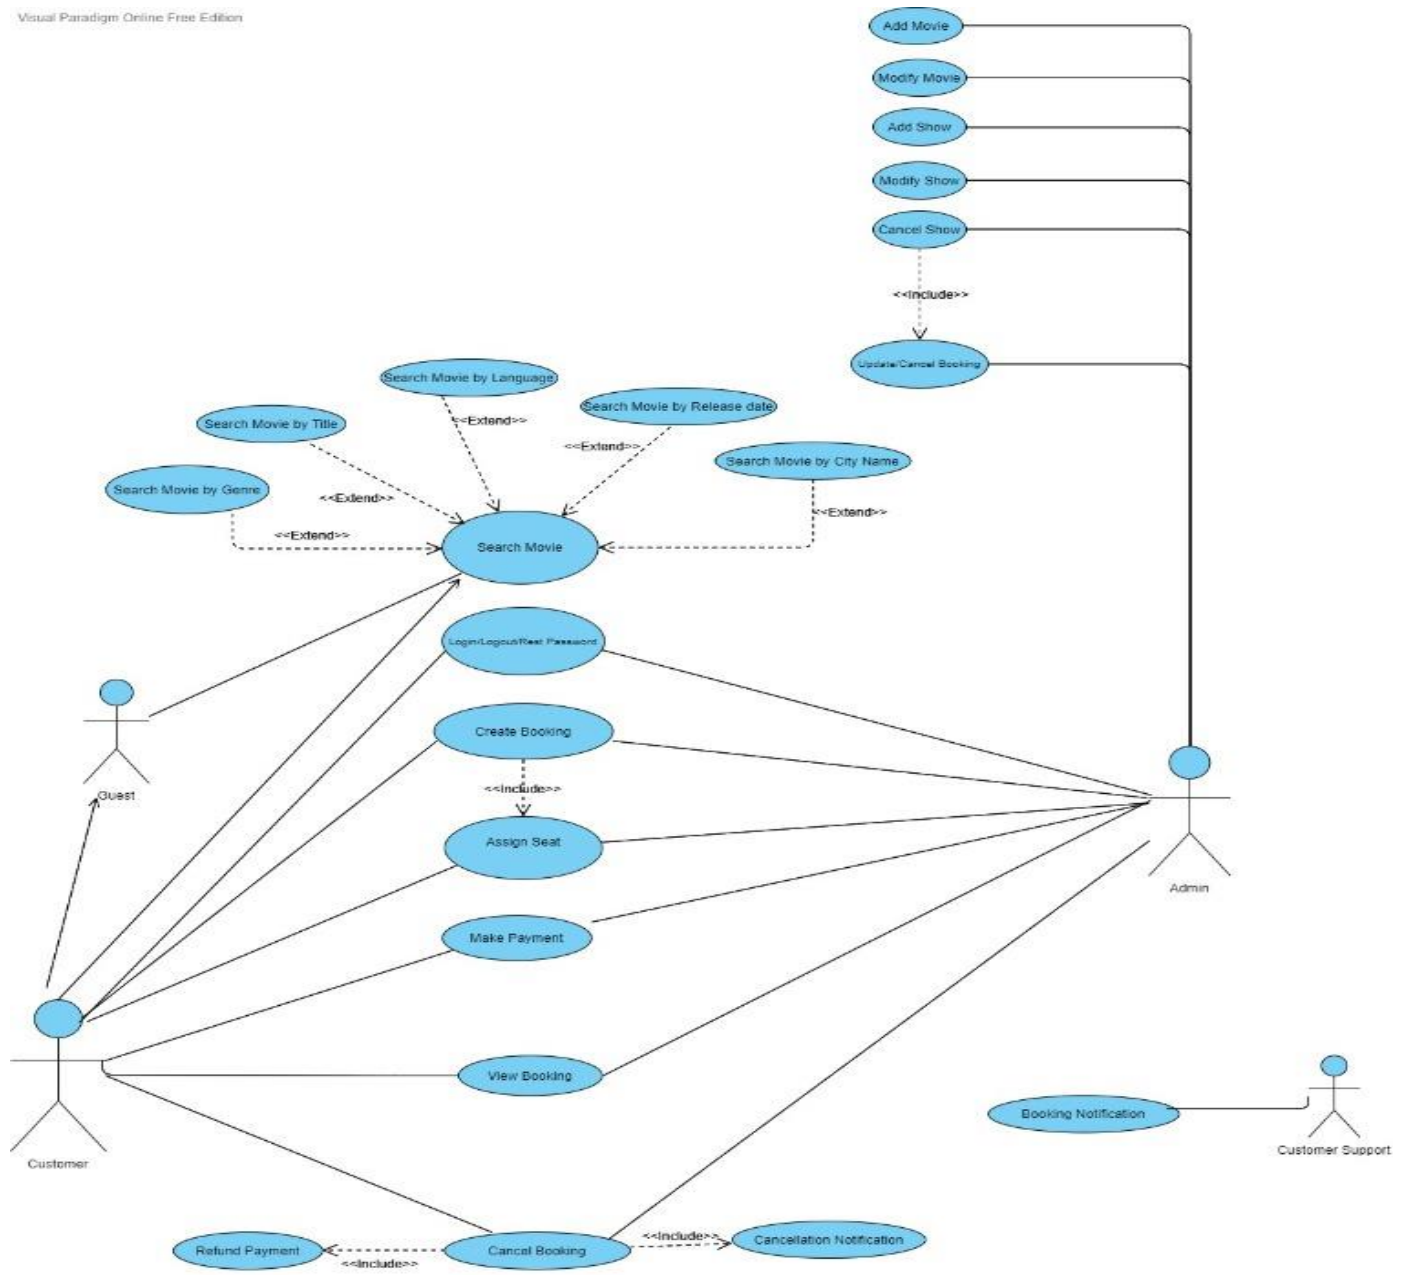 Visual Paradigm Online Free Edition
Add Movie
Modify Movie
Add Show
Modify Show
Cancel Show
<<Include>>
Update/Cancel Booking
Search Movie by Language
Search Movie by Release date
Search Movie by Title
<<Extend>>
<<Extend>>
Search Movie by City Name
Search Movie by Genre
<<Extend>>
<<Extend>>
<<Extend>>
Search Movie
Login/Logout/Rest Password
Create Booking
<<Include>>
Guest
Assign Seat
Admin
Make Payment
View Booking
Booking Notification
Customer Support
Customer
Refund Payment
<<Include>>
Cancel Booking
<<Include>>
Cancellation Notification